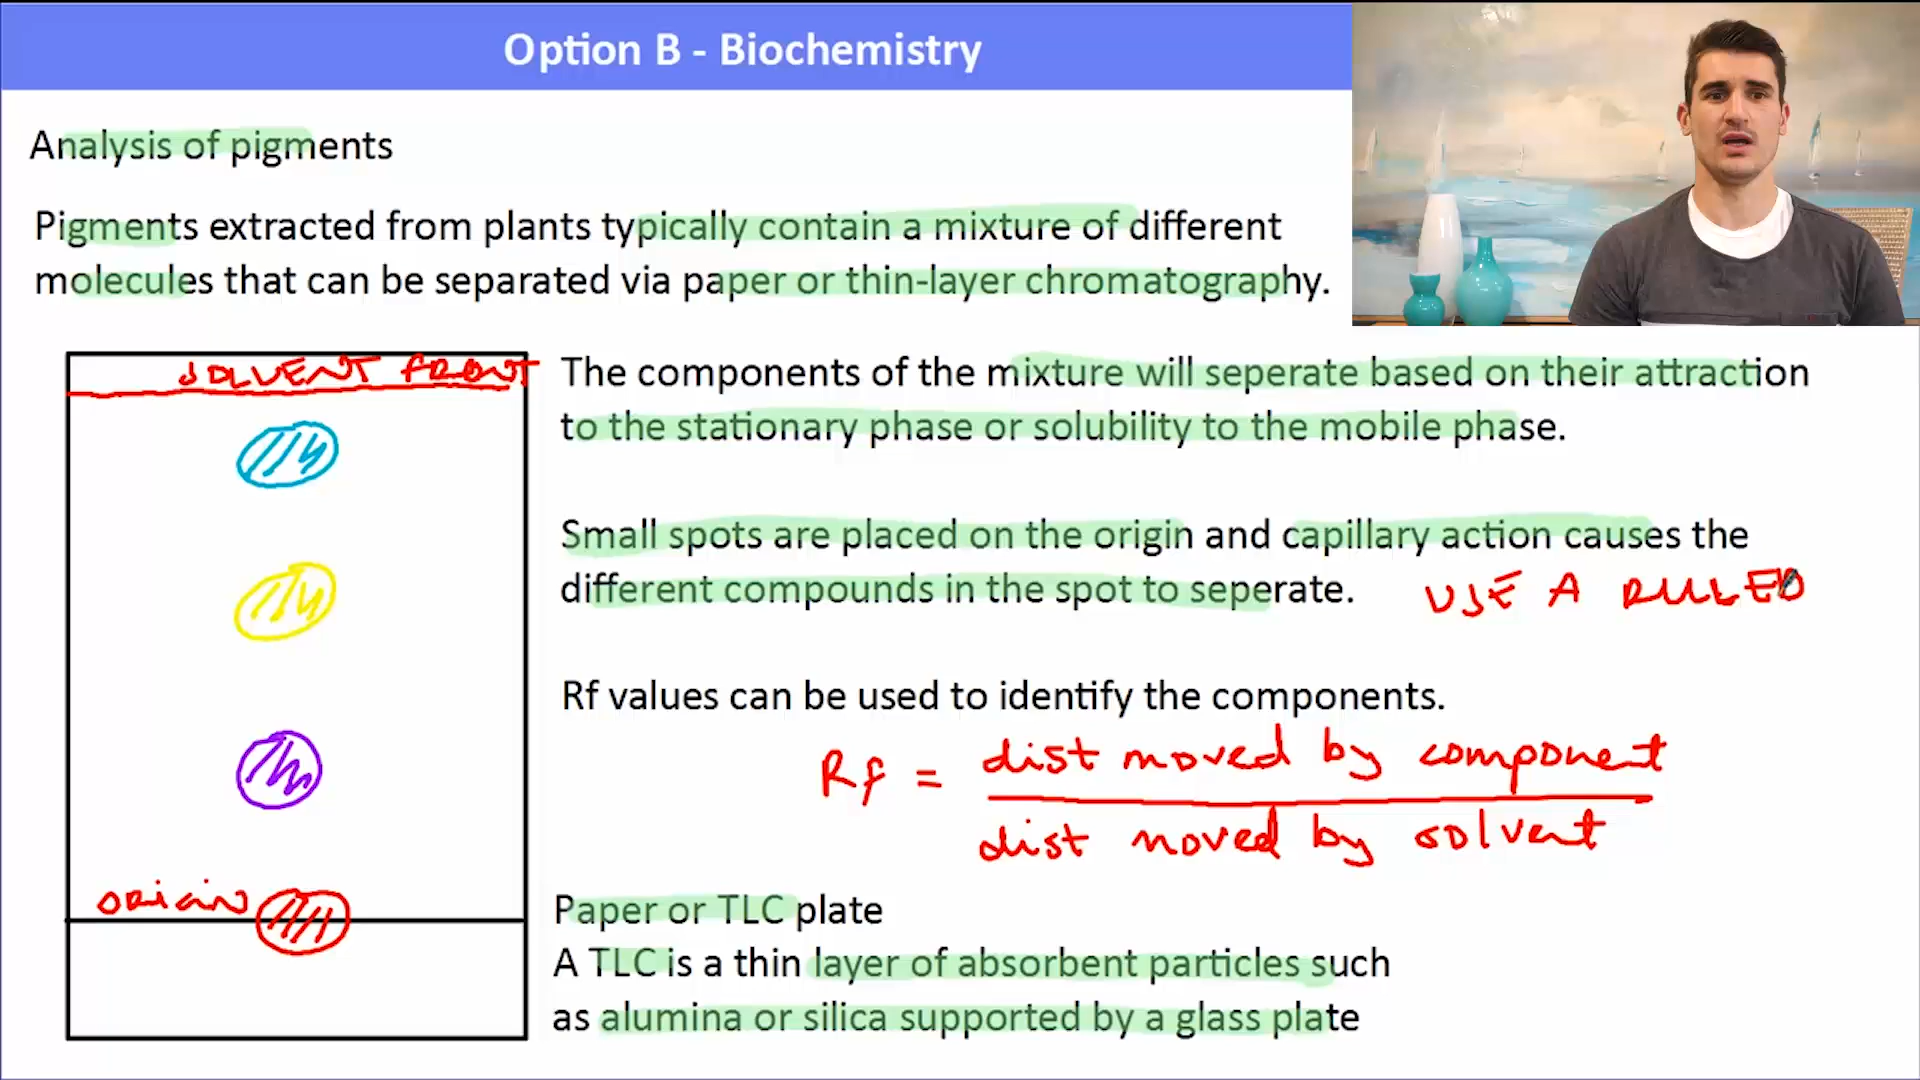 Option B - Biochemistry
Analysis of pigments
Pigments extracted from plants typically contain a mixture of different
molecules that can be separated via paper or thin-layer chromatography.
SOLVENT FRONT
The components of the mixture will seperate based on their attraction
to the stationary phase or solubility to the mobile phase.
Small spots are placed on the origin and capillary action causes the
different compounds in the spot to seperate.
USE A RULER
Rf values can be used to identify the components.
Rf = dist moved by component
dist moved by solvent
ORIGIN
Paper or TLC plate
A TLC is a thin layer of absorbent particles such
as alumina or silica supported by a glass plate